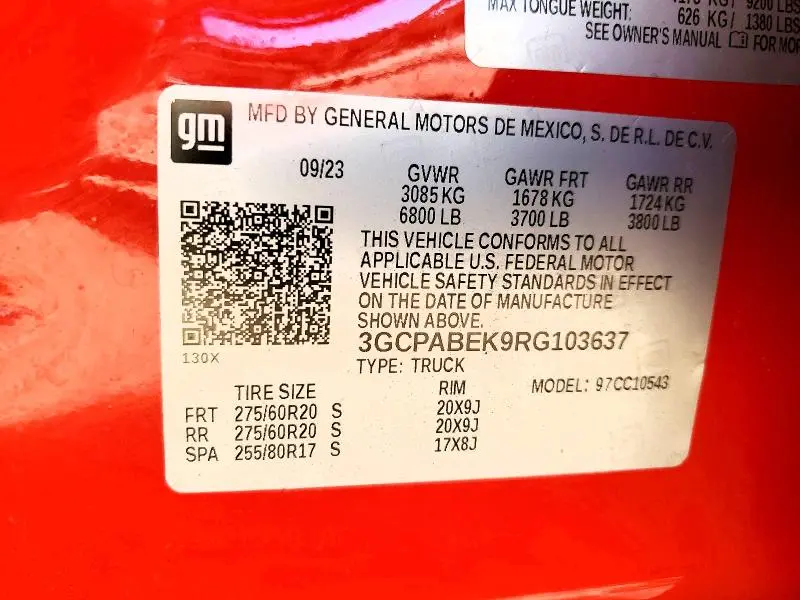 9200 LBS
MAX TONGUE WEIGHT: 626 KG/ 1380 LBS
SEE OWNER'S MANUAL FOR MOR
gm
MFD BY GENERAL MOTORS DE MEXICO, S. DE R.L. DE C.V.
09/23 GVWR GAWR FRT GAWR RR
3085 KG 1678 KG 1724 KG
6800 LB 3700 LB 3800 LB
THIS VEHICLE CONFORMS TO ALL
APPLICABLE U.S. FEDERAL MOTOR
VEHICLE SAFETY STANDARDS IN EFFECT
ON THE DATE OF MANUFACTURE
SHOWN ABOVE.
3GCPABEK9RG103637
130X
TYPE: TRUCK
TIRE SIZE RIM MODEL: 97CC10543
FRT 275/60R20 S 20X9J
RR 275/60R20 S 20X9J
SPA 255/80R17 S 17X8J